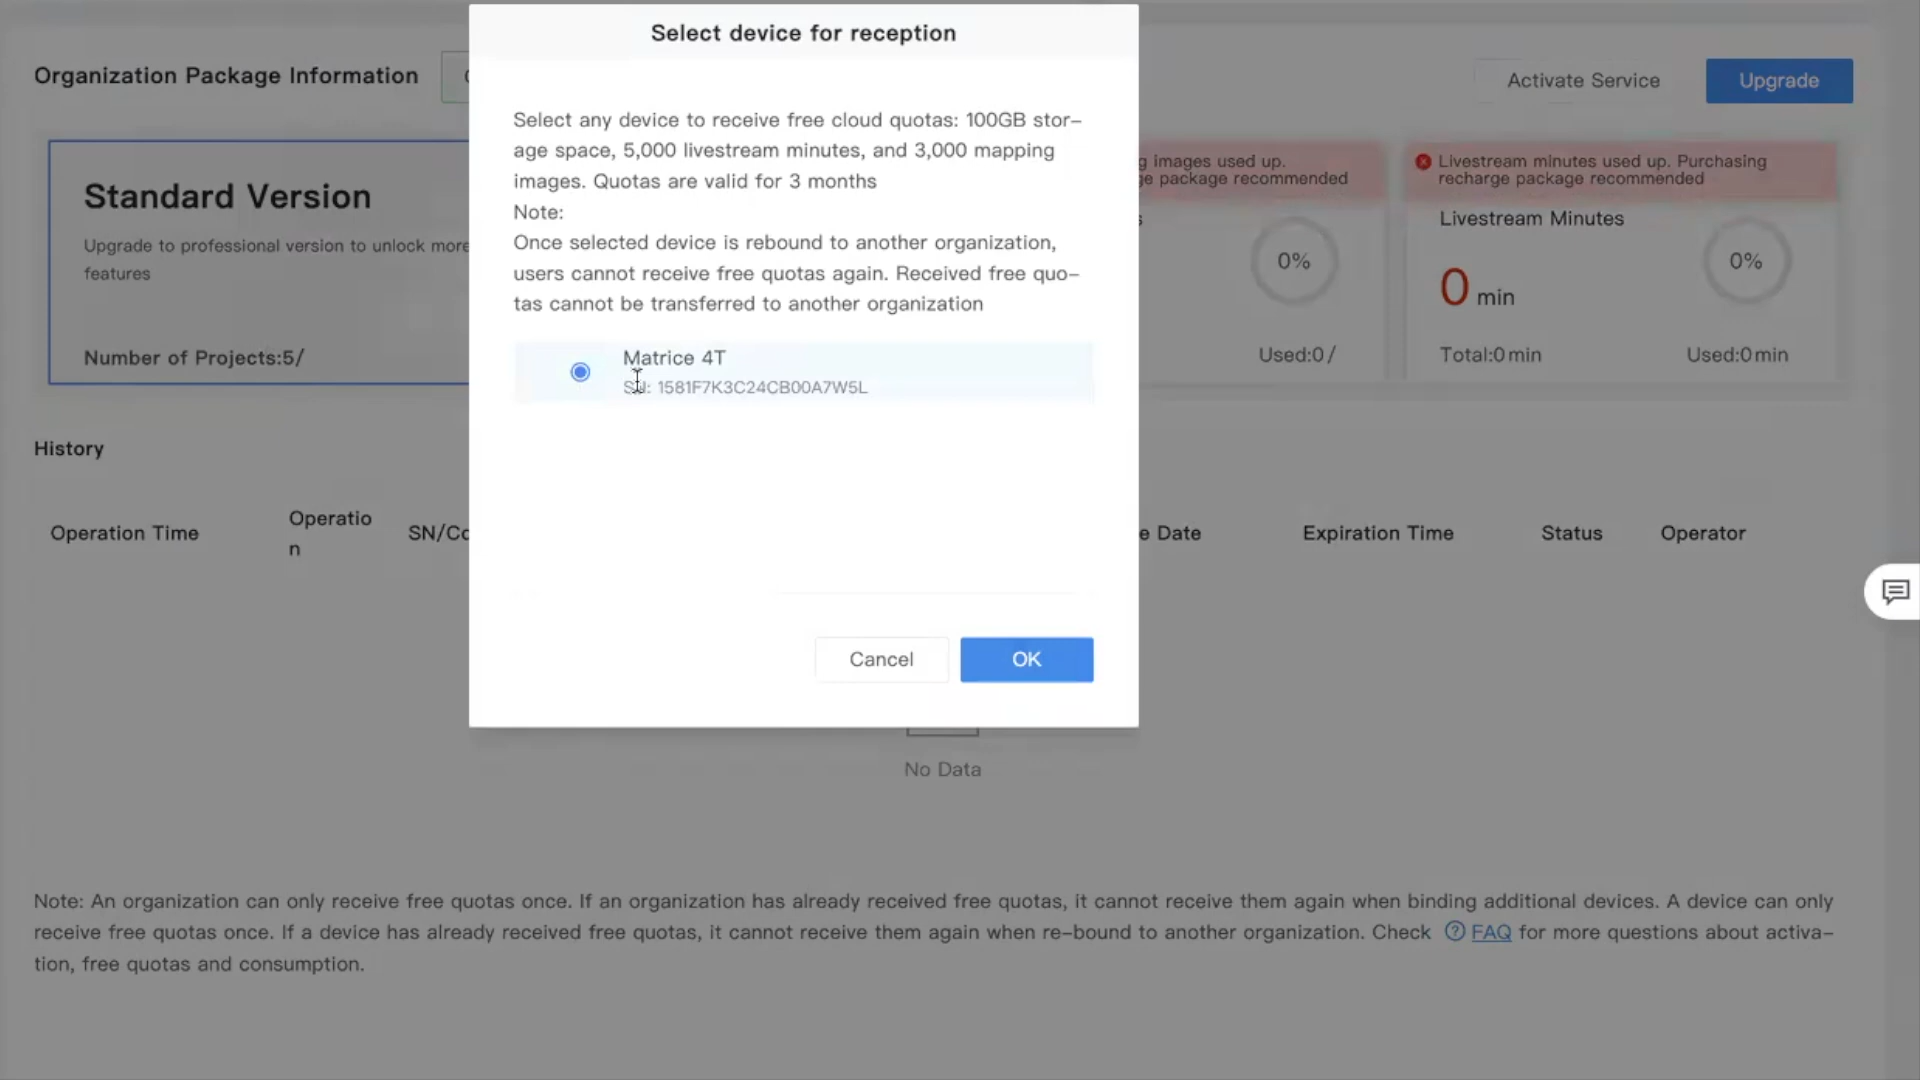 Select device for reception
Organization Package Information
Activate Service
Upgrade
Select any device to receive free cloud quotas: 100GB stor-
age space, 5,000 livestream minutes, and 3,000 mapping
images. Quotas are valid for 3 months
Note:
Once selected device is rebound to another organization,
users cannot receive free quotas again. Received free quo-
tas cannot be transferred to another organization
Matrice 4T
SN: 1581F7K3C24CB00A7W5L
Cancel
OK
Standard Version
Upgrade to professional version to unlock more
features
Number of Projects:5/
images used up.
package recommended
0%
Used:0/
Livestream minutes used up. Purchasing
recharge package recommended
Livestream Minutes
0 min
0%
Total:0min
Used:0min
History
Operation Time
Operatio
n
SN/Co
e Date
Expiration Time
Status
Operator
No Data
Note: An organization can only receive free quotas once. If an organization has already received free quotas, it cannot receive them again when binding additional devices. A device can only
receive free quotas once. If a device has already received free quotas, it cannot receive them again when re-bound to another organization. Check ? FAQ for more questions about activa-
tion, free quotas and consumption.